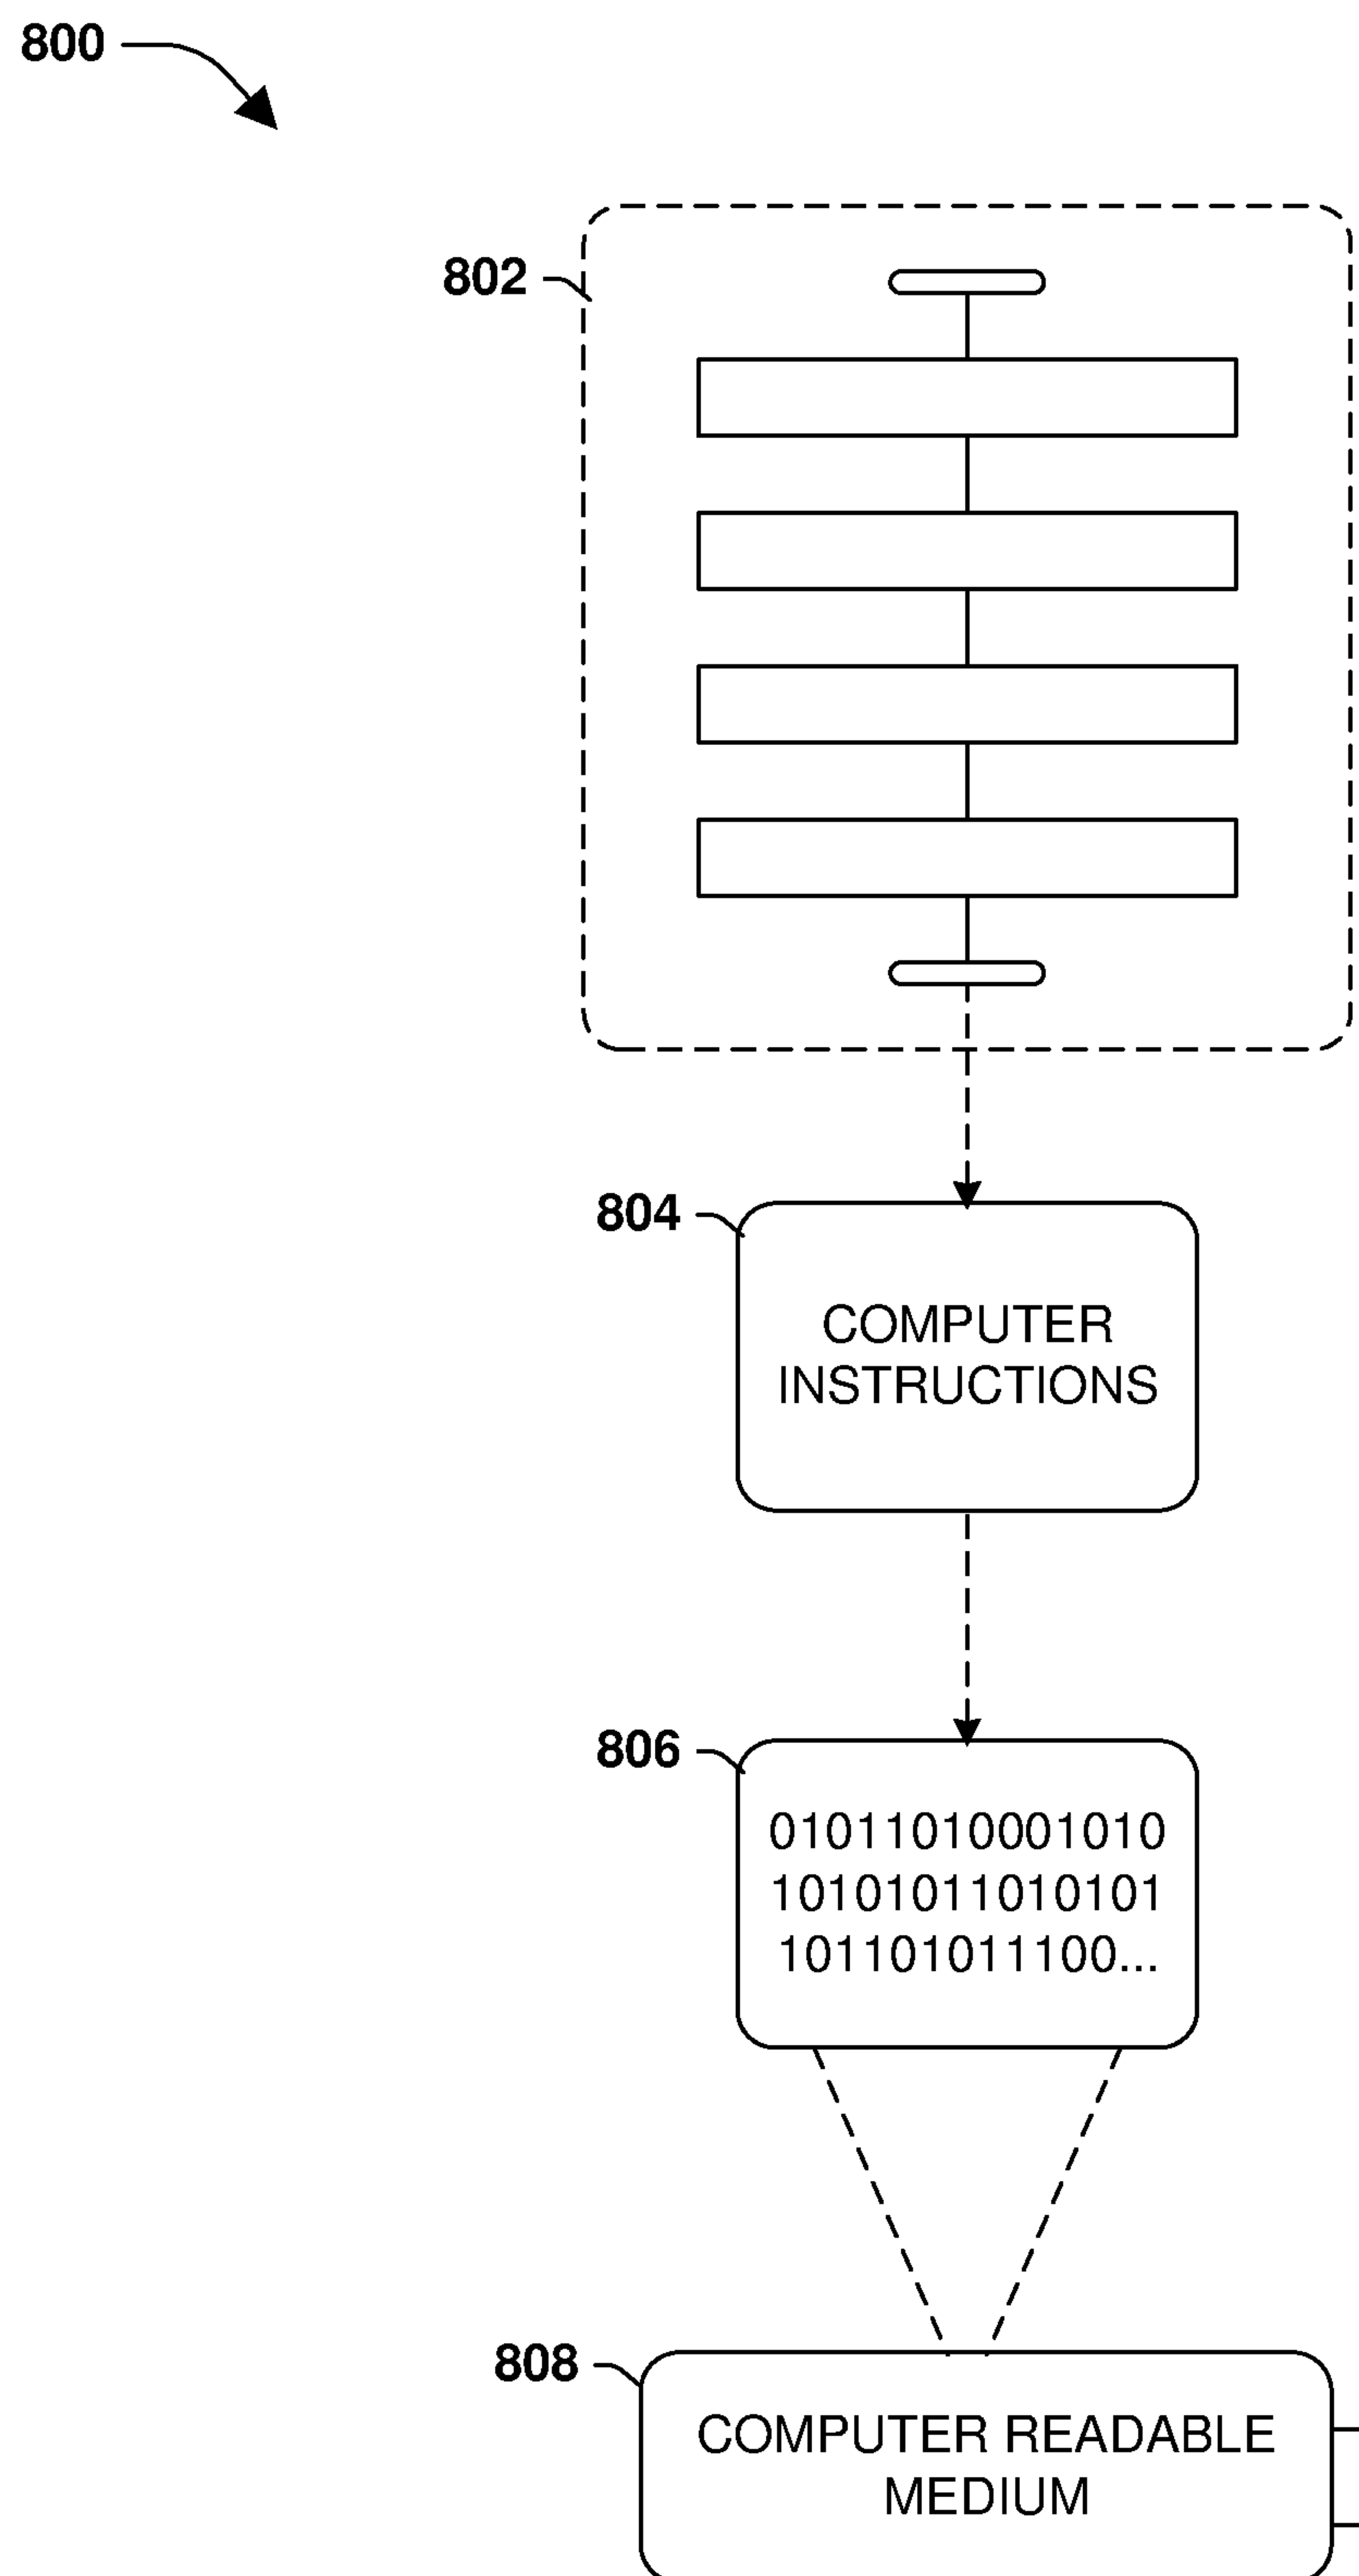 800
802
804
COMPUTER
INSTRUCTIONS
806
01011010001010
10101011010101
101101011100...
808
COMPUTER READABLE
MEDIUM